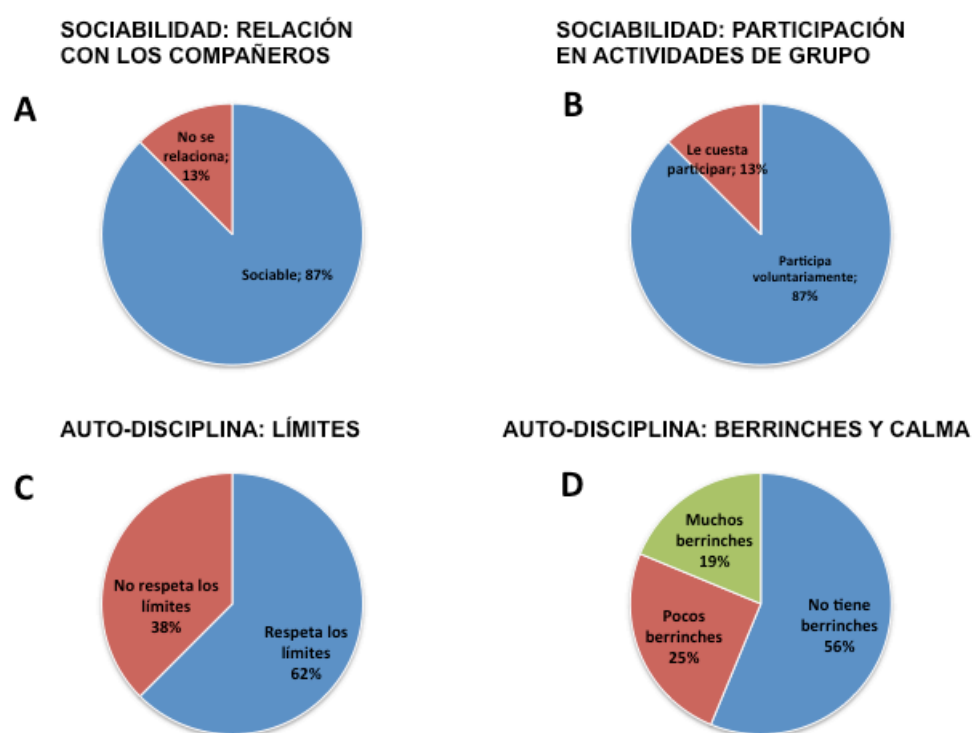 SOCIABILIDAD: RELACIÓN
CON LOS COMPAÑEROS
A
No se
relaciona;
13%
Sociable; 87%
SOCIABILIDAD: PARTICIPACIÓN
EN ACTIVIDADES DE GRUPO
B
Le cuesta
participar; 13%
Participa
voluntariamente;
87%
AUTO-DISCIPLINA: LÍMITES
C
No respeta los
límites
38%
Respeta los
límites
62%
AUTO-DISCIPLINA: BERRINCHES Y CALMA
D
Muchos
berrinches
19%
Pocos
berrinches
25%
No tiene
berrinches
56%